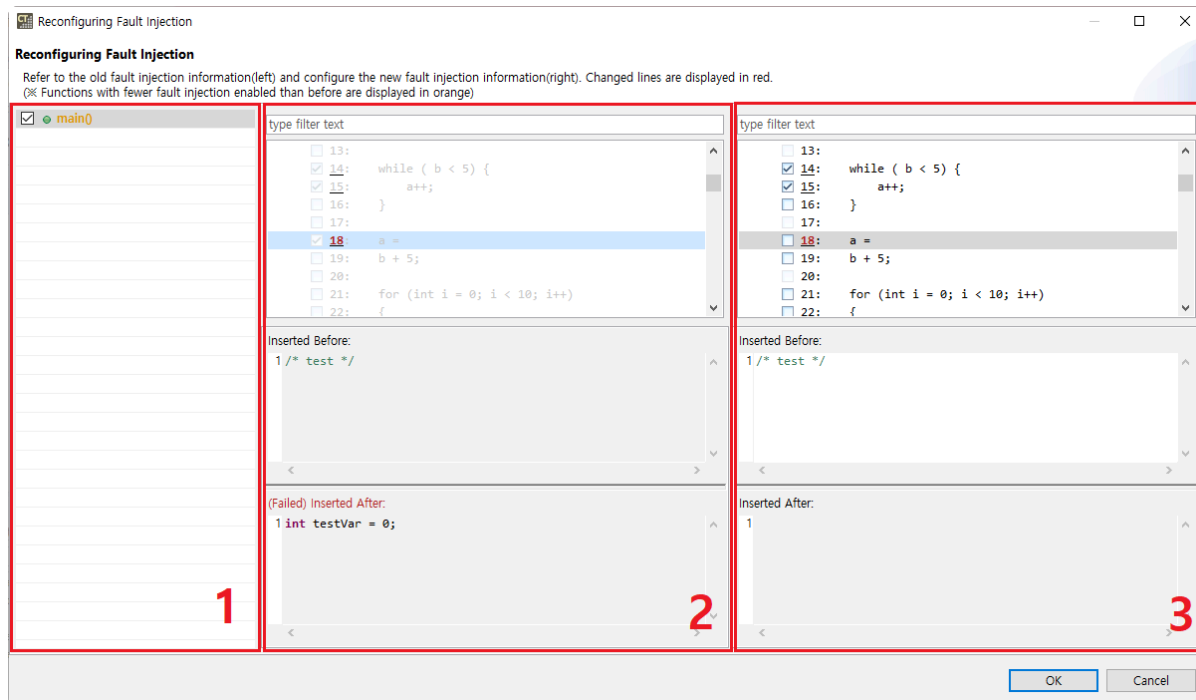 Reconfiguring Fault Injection
Reconfiguring Fault Injection
Refer to the old fault injection information(left) and configure the new fault injection information(right). Changed lines are displayed in red.
(※ Functions with fewer fault injection enabled than before are displayed in orange)
main()
1
type filter text
13:
14: while ( b < 5) {
15: a++;
16: }
17:
18: a =
19: b + 5;
20:
21: for (int i = 0; i < 10; i++)
22: {
Inserted Before:
1 /* test */
(Failed) Inserted After:
1 int testVar = 0;
2
type filter text
13:
14: while ( b < 5) {
15: a++;
16: }
17:
18: a =
19: b + 5;
20:
21: for (int i = 0; i < 10; i++)
22: {
Inserted Before:
1 /* test */
Inserted After:
1
3
OK
Cancel